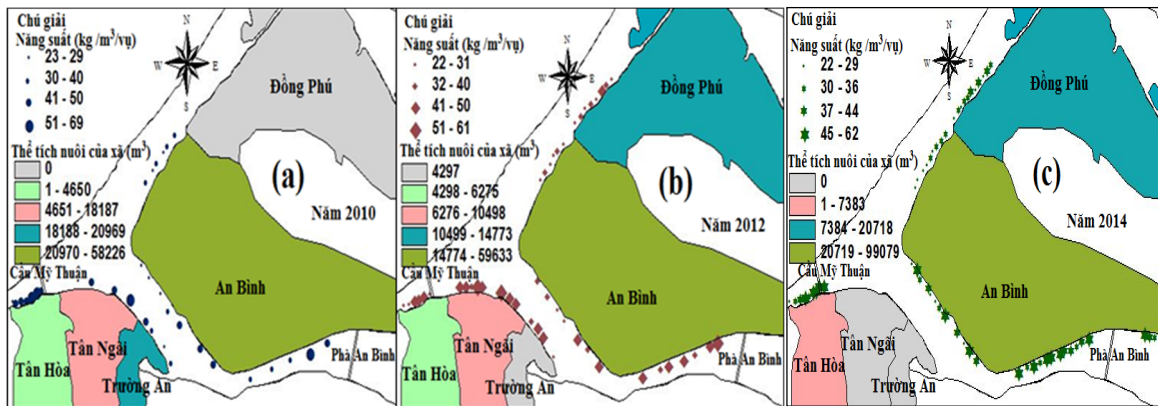 Chú giải
Năng suất (kg /m³/vụ)
23 - 29
30 - 40
41 - 50
51 - 69
Thể tích nuôi của xã (m³)
0
1 - 4650
4651 - 18187
18188 - 20969
20970 - 58226
N
W
E
S
Đồng Phú
(a)
Năm 2010
Cầu Mỹ Thuận
An Bình
Tân Ngãi
Tân Hòa
Trường An
Phà An Bình
Chú giải
Năng suất (kg /m³/vụ)
22 - 31
32 - 40
41 - 50
51 - 61
Thể tích nuôi của xã (m³)
4297
4298 - 6275
6276 - 10498
10499 - 14773
14774 - 59633
N
W
E
S
Đồng Phú
(b)
Năm 2012
Cầu Mỹ Thuận
An Bình
Tân Ngãi
Tân Hòa
Trường An
Phà An Bình
Chú giải
Năng suất (kg /m³/vụ)
22 - 29
30 - 36
37 - 44
45 - 62
Thể tích nuôi của xã (m³)
0
1 - 7383
7384 - 20718
20719 - 99079
N
W
E
S
Đồng Phú
(c)
Năm 2014
Cầu Mỹ Thuận
An Bình
Tân Ngãi
Tân Hòa
Trường An
Phà An Bình